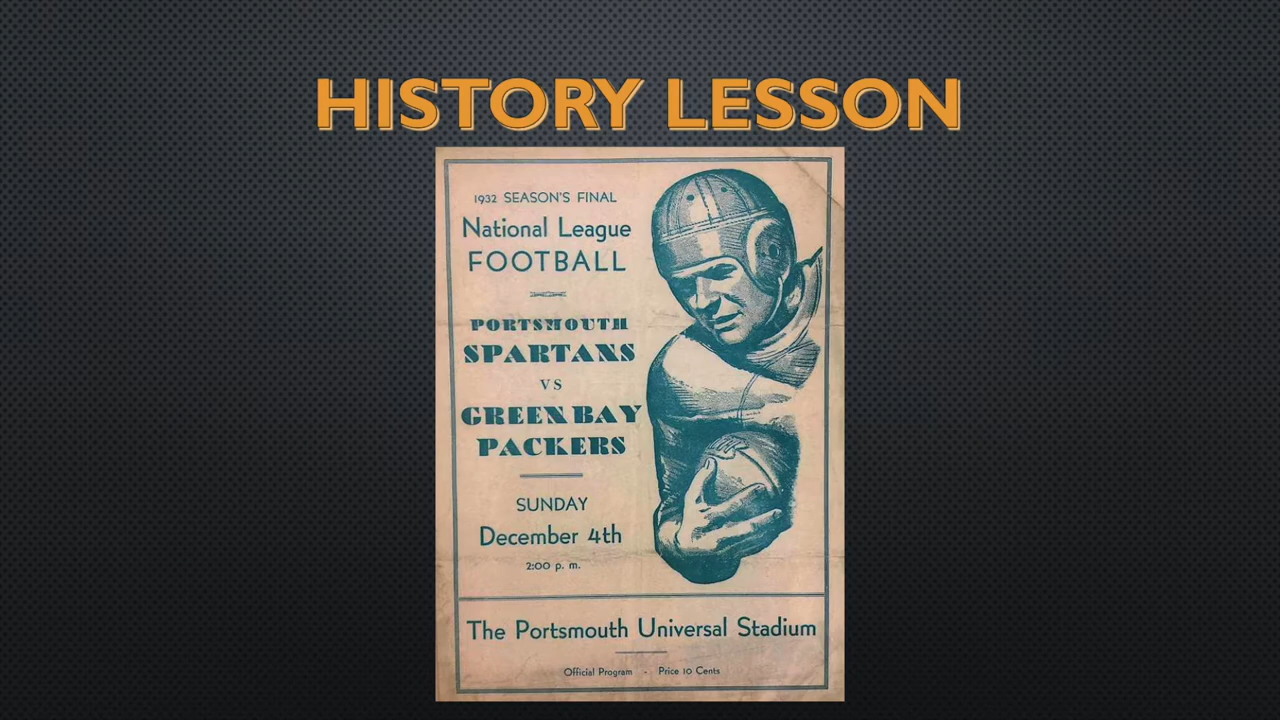 HISTORY LESSON
1932 SEASON'S FINAL
National League
FOOTBALL
PORTSMOUTH
SPARTANS
VS
GREEN BAY
PACKERS
SUNDAY
December 4th
2:00 p. m.
The Portsmouth Universal Stadium
Official Program - Price 10 Cents